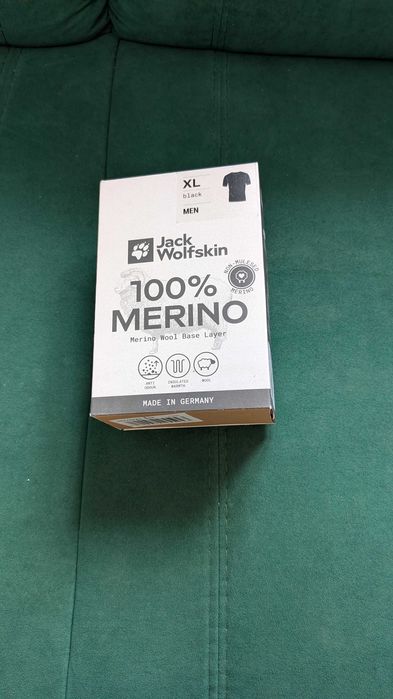 XL
black
MEN
Jack
Wolfskin
NON-MULESED
MERINO
100%
MERINO
Merino Wool Base Layer
ANTI
ODOUR
INSULATED
WARMTH
WOOL
MADE IN GERMANY